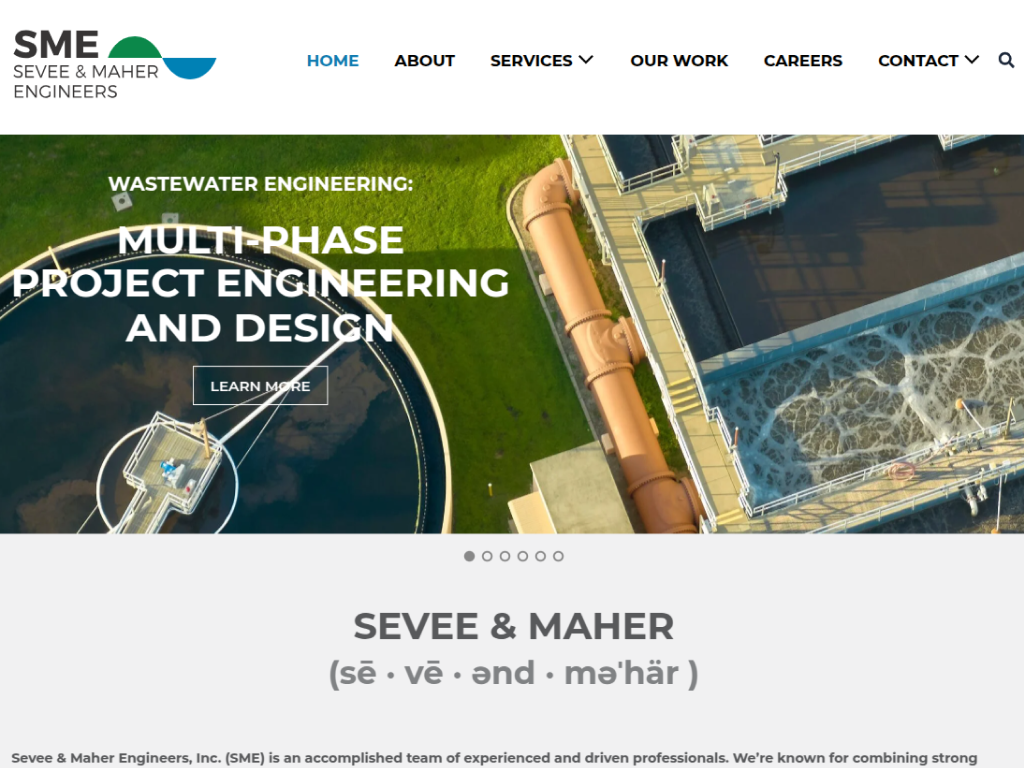 SME
SEVEE & MAHER
ENGINEERS
HOME ABOUT SERVICES OUR WORK CAREERS CONTACT
WASTEWATER ENGINEERING:
MULTI-PHASE
PROJECT ENGINEERING
AND DESIGN
LEARN MORE
SEVEE & MAHER
(sē · vē · ənd · mə'här )
Sevee & Maher Engineers, Inc. (SME) is an accomplished team of experienced and driven professionals. We’re known for combining strong